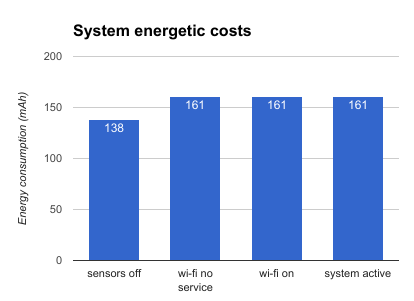 System energetic costs
Energy consumption (mAh)
200
150
100
50
0
138
161
161
161
sensors off
wi-fi no
service
wi-fi on
system active